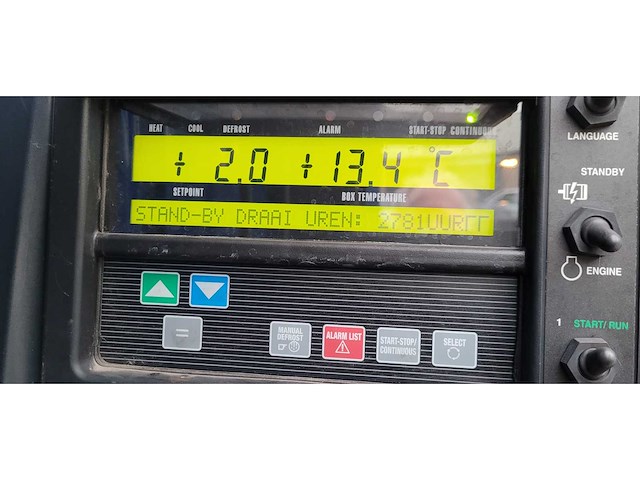 HEAT COOL DEFROST ALARM START-STOP CONTINUOUS
+ 2.0 +13.4 °C
SETPOINT BOX TEMPERATURE
STAND-BY DRAAI UREN: 2781UUR
MANUAL
DEFROST
ALARM LIST
START-STOP/
CONTINUOUS
SELECT
=
LANGUAGE
STANDBY
ENGINE
1 START/RUN